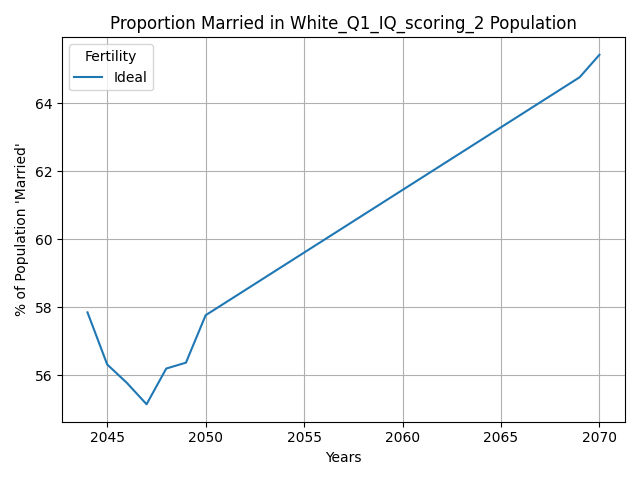 Proportion Married in White_Q1_IQ_scoring_2 Population
Fertility
Ideal
64
62
60
58
56
% of Population 'Married'
2045
2050
2055
2060
2065
2070
Years